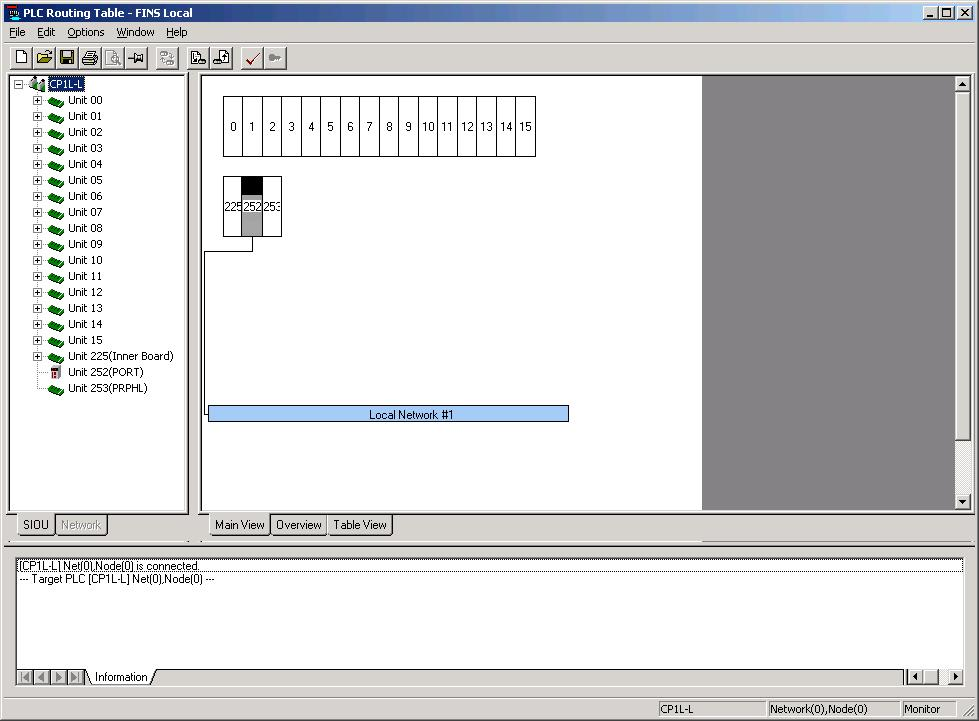 PLC Routing Table - FINS Local
File Edit Options Window Help
CP1L-L
Unit 00
Unit 01
Unit 02
Unit 03
Unit 04
Unit 05
Unit 06
Unit 07
Unit 08
Unit 09
Unit 10
Unit 11
Unit 12
Unit 13
Unit 14
Unit 15
Unit 225(Inner Board)
Unit 252(PORT)
Unit 253(PRPHL)
SIOU Network
0 1 2 3 4 5 6 7 8 9 10 11 12 13 14 15
225 252 253
Local Network #1
Main View Overview Table View
[CP1L-L] Net(0),Node(0) is connected.
--- Target PLC [CP1L-L] Net(0),Node(0) ---
Information
CP1L-L Network(0),Node(0) Monitor